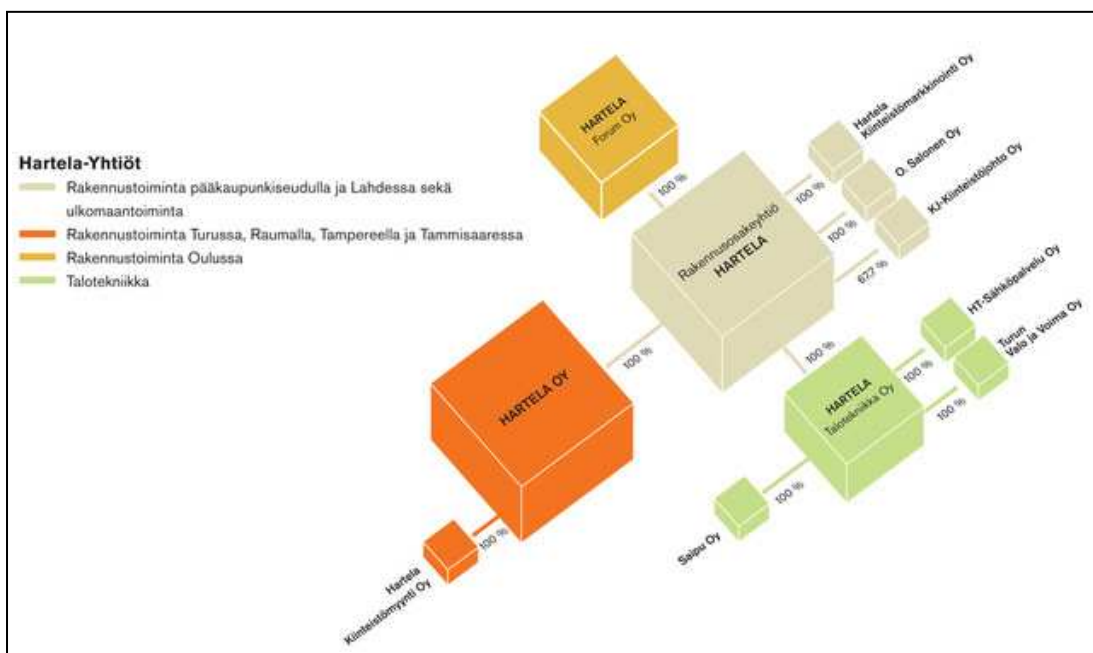 Hartela-Yhtiöt
Rakennustoiminta pääkaupunkiseudulla ja Lahdessa sekä
ulkomaantoiminta
Rakennustoiminta Turussa, Raumalla, Tampereella ja Tammisaaressa
Rakennustoiminta Oulussa
Talotekniikka
HARTELA
Forum Oy
100 %
Rakennusosakeyhtiö
HARTELA
Hartela
Kiinteistömarkkinointi Oy
100 %
O. Salonen Oy
100 %
KJ-Kiinteistöjohto Oy
67,7 %
HARTELA OY
100 %
Hartela
Kiinteistömyynti Oy
100 %
HARTELA
Talotekniikka Oy
100 %
HT-Sähköpalvelu Oy
100 %
Turun
Valo ja Voima Oy
100 %
Saipu Oy
100 %